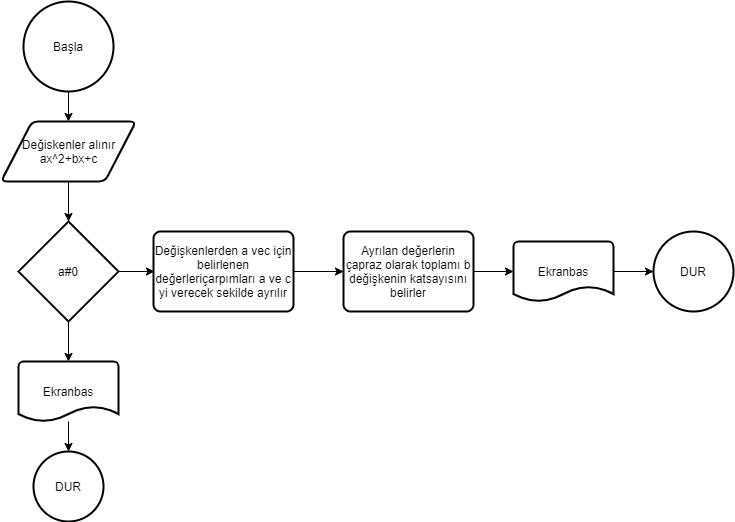 Başla
Değiskenler alınır
ax^2+bx+c
a#0
Değişkenlerden a vec için
belirlenen
değerleriçarpımları a ve c
yi verecek sekilde ayrılır
Ayrılan değerlerin
çapraz olarak toplamı b
değişkenin katsayısını
belirler
Ekranbas
DUR
Ekranbas
DUR